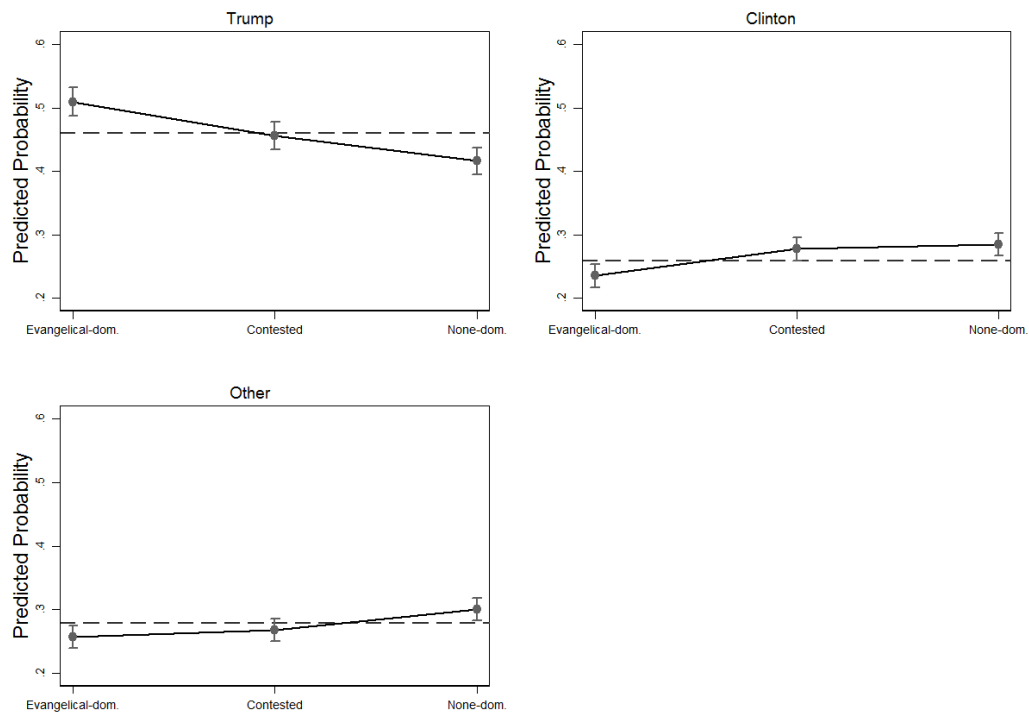 Trump
Predicted Probability
.6
.5
.4
.3
.2
Evangelical-dom.
Contested
None-dom.
Clinton
Predicted Probability
.6
.5
.4
.3
.2
Evangelical-dom.
Contested
None-dom.
Other
Predicted Probability
.6
.5
.4
.3
.2
Evangelical-dom.
Contested
None-dom.